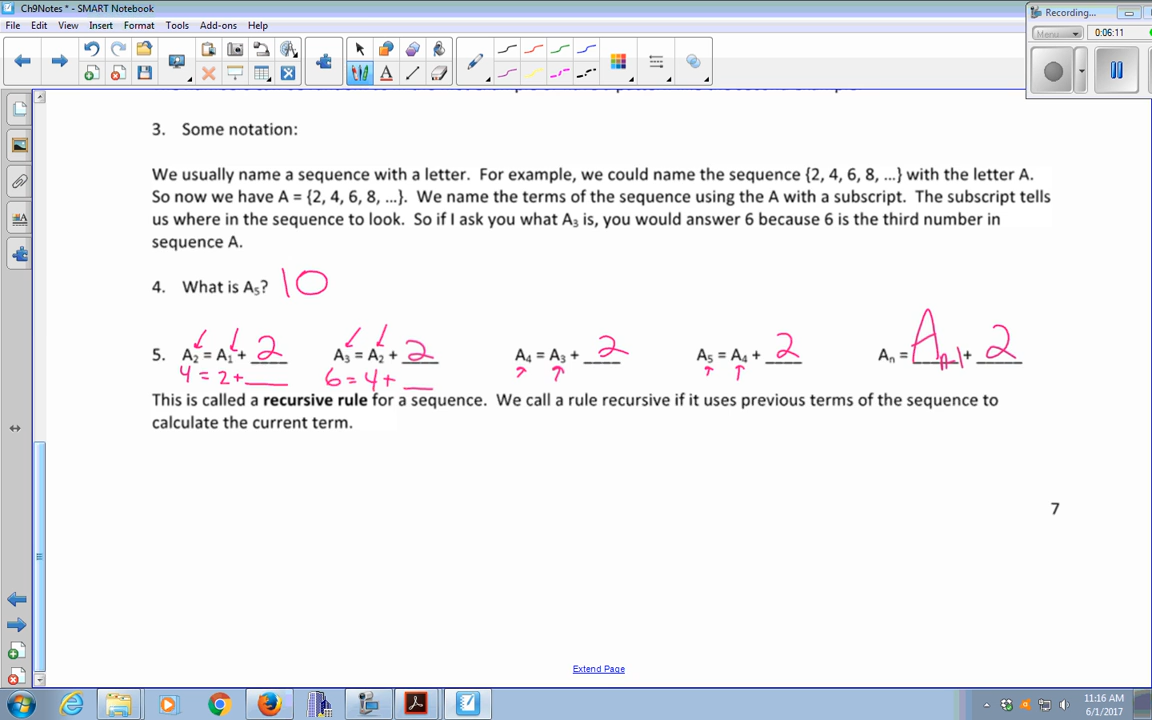 Ch9Notes * - SMART Notebook
Recording...
File Edit View Insert Format Tools Add-ons Help
Menu
0:06:11
3. Some notation:
We usually name a sequence with a letter. For example, we could name the sequence {2, 4, 6, 8, ...} with the letter A.
So now we have A = {2, 4, 6, 8, ...}. We name the terms of the sequence using the A with a subscript. The subscript tells
us where in the sequence to look. So if I ask you what A₃ is, you would answer 6 because 6 is the third number in
sequence A.
4. What is A₅? 10
5. A₂ = A₁ + 2 A₃ = A₂ + 2 A₄ = A₃ + 2 A₅ = A₄ + 2 Aₙ = Aₙ₋₁ + 2
4 = 2 + ___ 6 = 4 + ___
This is called a recursive rule for a sequence. We call a rule recursive if it uses previous terms of the sequence to
calculate the current term.
7
Extend Page
11:16 AM
6/1/2017